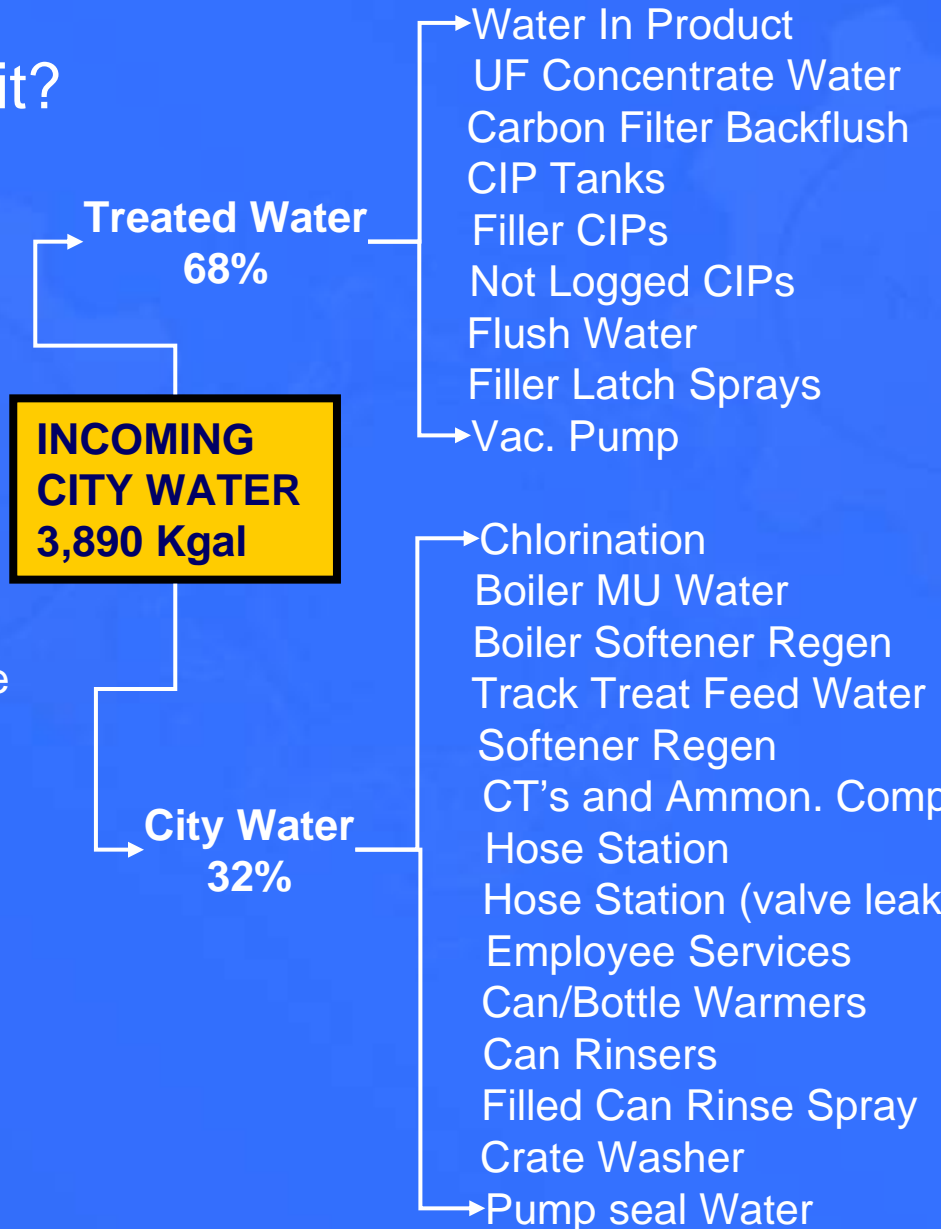 it?
Treated Water
68%
Water In Product
UF Concentrate Water
Carbon Filter Backflush
CIP Tanks
Filler CIPs
Not Logged CIPs
Flush Water
Filler Latch Sprays
Vac. Pump
INCOMING
CITY WATER
3,890 Kgal
e
City Water
32%
Chlorination
Boiler MU Water
Boiler Softener Regen
Track Treat Feed Water
Softener Regen
CT's and Ammon. Comp
Hose Station
Hose Station (valve leak
Employee Services
Can/Bottle Warmers
Can Rinsers
Filled Can Rinse Spray
Crate Washer
Pump seal Water